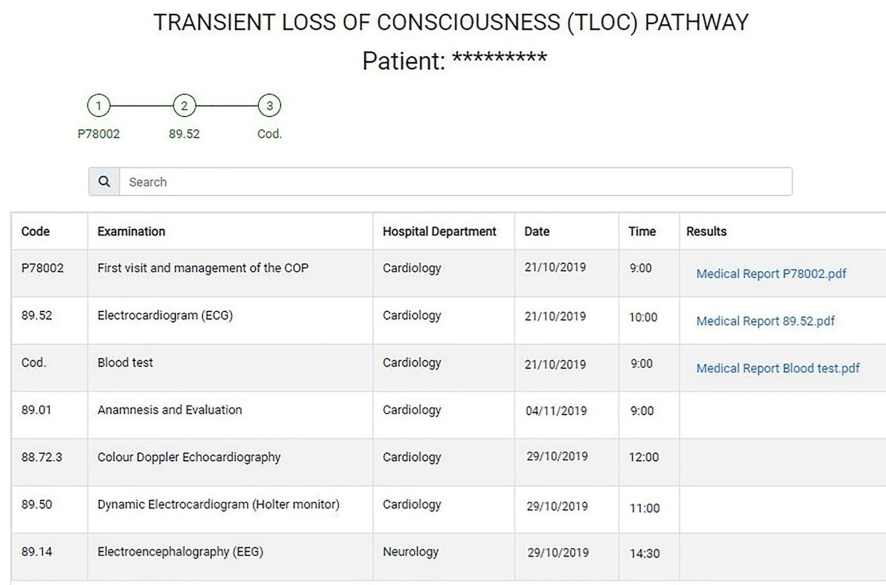 TRANSIENT LOSS OF CONSCIOUSNESS (TLOC) PATHWAY
Patient: *********
1 2 3
P78002 89.52 Cod.
Search
Code Examination Hospital Department Date Time Results
P78002 First visit and management of the COP Cardiology 21/10/2019 9:00 Medical Report P78002.pdf
89.52 Electrocardiogram (ECG) Cardiology 21/10/2019 10:00 Medical Report 89.52.pdf
Cod. Blood test Cardiology 21/10/2019 9:00 Medical Report Blood test.pdf
89.01 Anamnesis and Evaluation Cardiology 04/11/2019 9:00
88.72.3 Colour Doppler Echocardiography Cardiology 29/10/2019 12:00
89.50 Dynamic Electrocardiogram (Holter monitor) Cardiology 29/10/2019 11:00
89.14 Electroencephalography (EEG) Neurology 29/10/2019 14:30